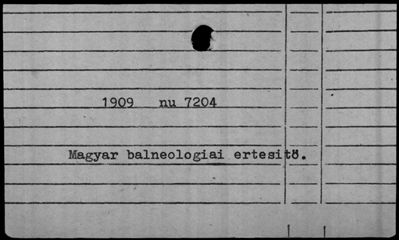 1909 nu 7204
Magyar balneologiai ertesitö.